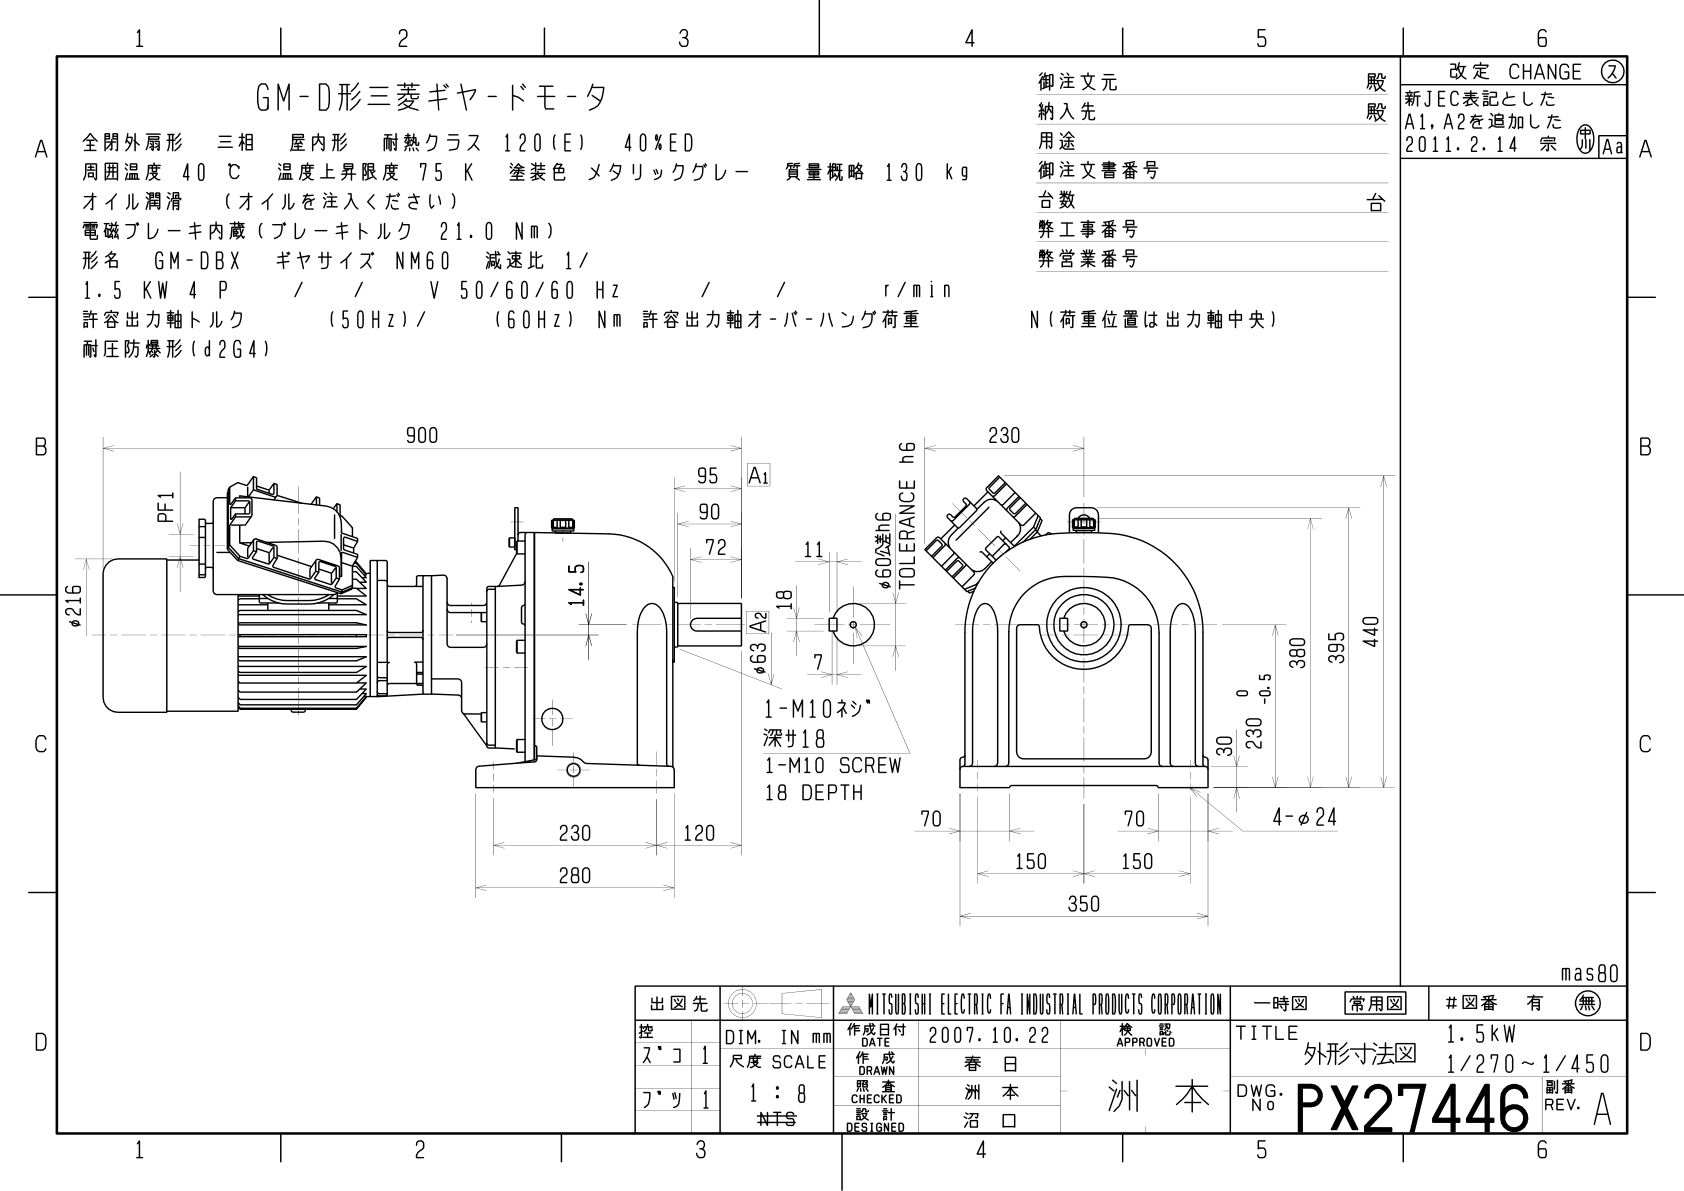 1 2 3 4 5 6
GM-D形三菱ギヤードモータ
全閉外扇形 三相 屋内形 耐熱クラス 120(E) 40%ED
周囲温度 40 ℃ 温度上昇限度 75 K 塗装色 メタリックグレー 質量概略 130 kg
オイル潤滑 (オイルを注入ください)
電磁ブレーキ内蔵(ブレーキトルク 21.0 Nm)
形名 GM-DBX ギヤサイズ NM60 減速比 1/
1.5 KW 4 P / / V 50/60/60 Hz / / r/min
許容出力軸トルク (50Hz)/ (60Hz) Nm 許容出力軸オーバーハング荷重 N(荷重位置は出力軸中央)
耐圧防爆形(d2G4)
御注文元 殿
納入先 殿
用途
御注文書番号
台数 台
弊工事番号
弊営業番号
改定 CHANGE ス
新JEC表記とした
A1,A2を追加した
2011.2.14 宗 Aa
A A
B B
C C
D D
900
95 A1
90
72
PF1
φ216
14.5
φ63 A2
11
18
7
φ60公差h6
TOLERANCE h6
1-M10ネジ
深サ18
1-M10 SCREW
18 DEPTH
230 120
280
230
440
395
380
230 0 -0.5
30
70 70
4-φ24
150 150
350
mas80
出図先
控
ズコ 1
ブツ 1
DIM. IN mm
尺度 SCALE
1 : 8
NTS
MITSUBISHI ELECTRIC FA INDUSTRIAL PRODUCTS CORPORATION
作成日付 DATE 2007.10.22
作成 DRAWN 春日
照査 CHECKED 洲本
設計 DESIGNED 沼口
検認 APPROVED
洲本
一時図 常用図 #図番 有 無
TITLE 外形寸法図
1.5kW
1/270~1/450
DWG. No PX27446
副番 REV. A
1 2 3 4 5 6